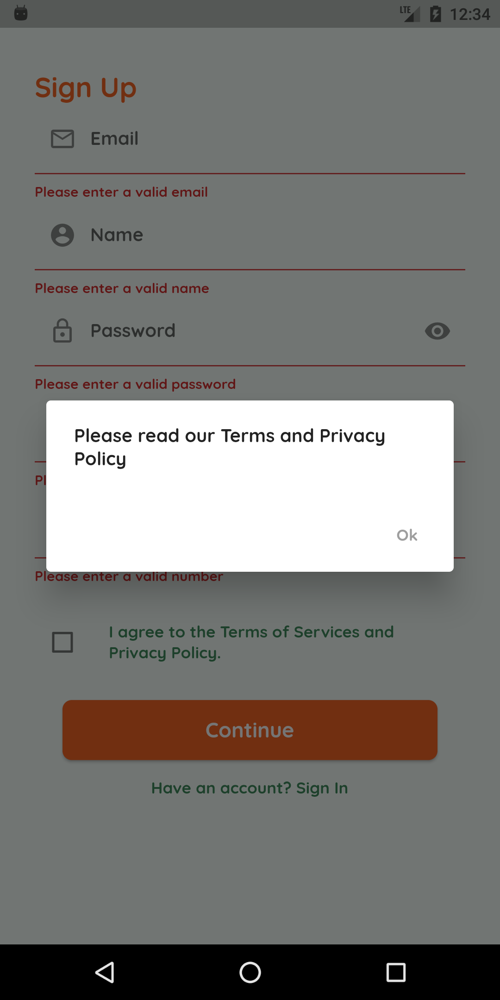 LTE 12:34
Sign Up
Email
Please enter a valid email
Name
Please enter a valid name
Password
Please enter a valid password
Please read our Terms and Privacy
Policy
Ok
Please enter a valid number
I agree to the Terms of Services and
Privacy Policy.
Continue
Have an account? Sign In